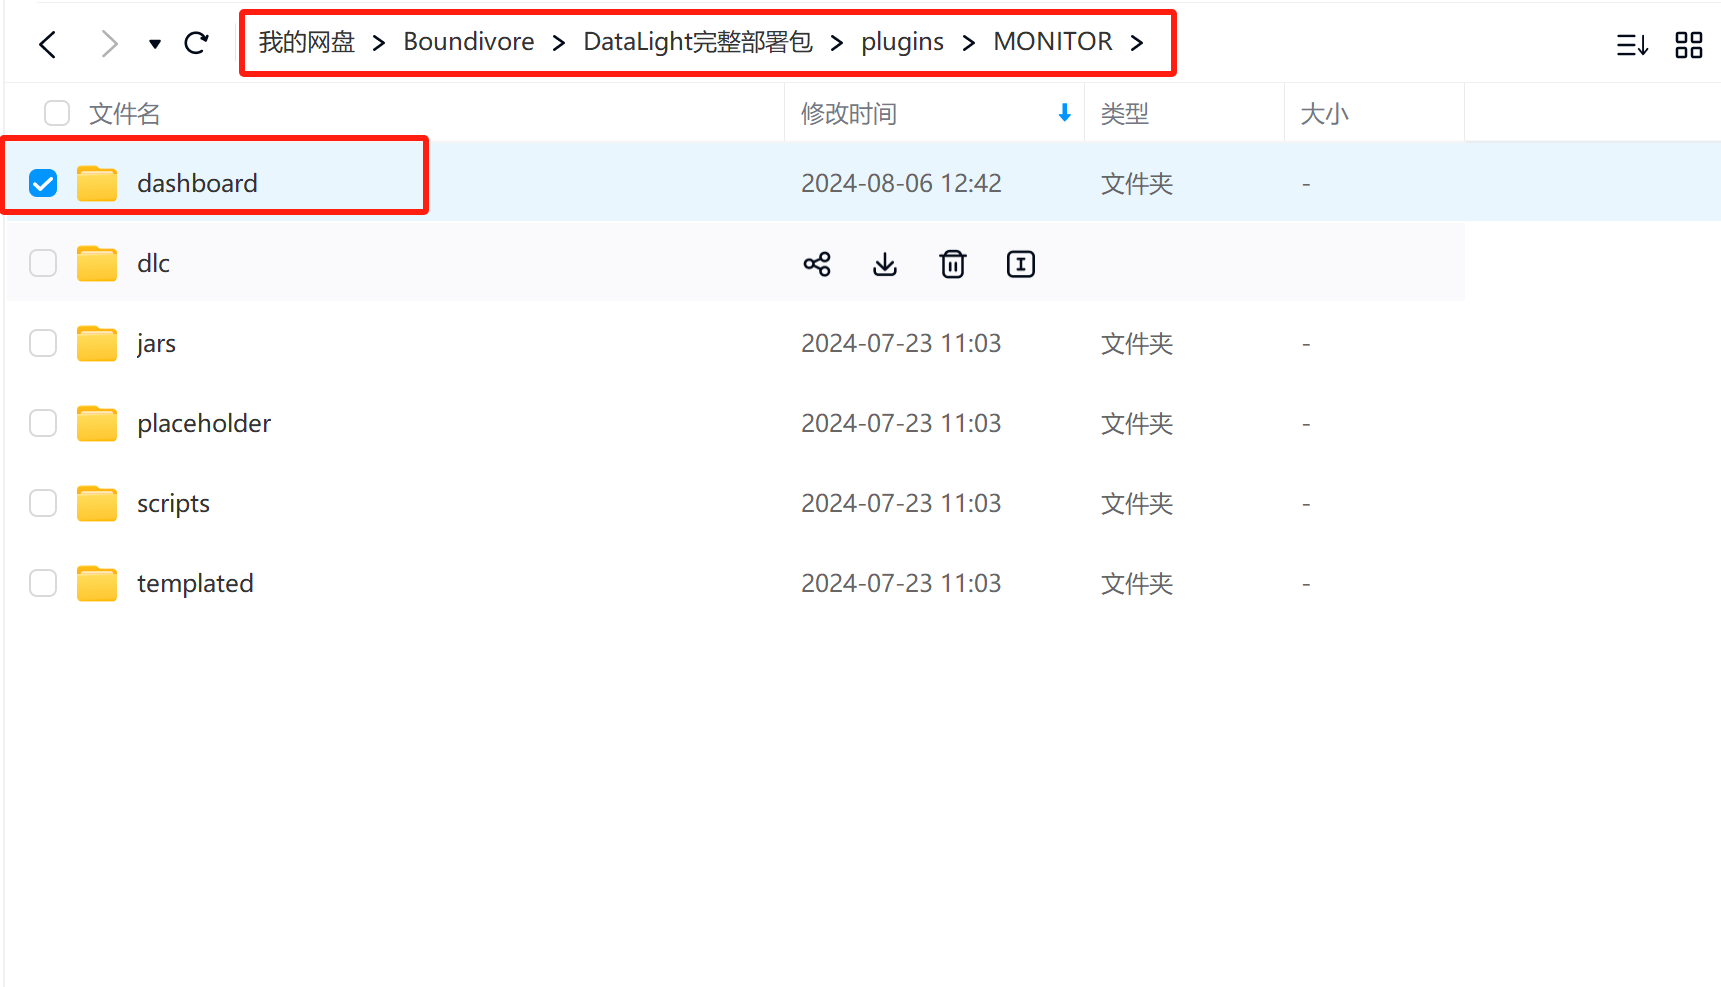 我的网盘 > Boundivore > DataLight完整部署包 > plugins > MONITOR >
文件名 修改时间 类型 大小
dashboard 2024-08-06 12:42 文件夹 -
dlc
jars 2024-07-23 11:03 文件夹 -
placeholder 2024-07-23 11:03 文件夹 -
scripts 2024-07-23 11:03 文件夹 -
templated 2024-07-23 11:03 文件夹 -